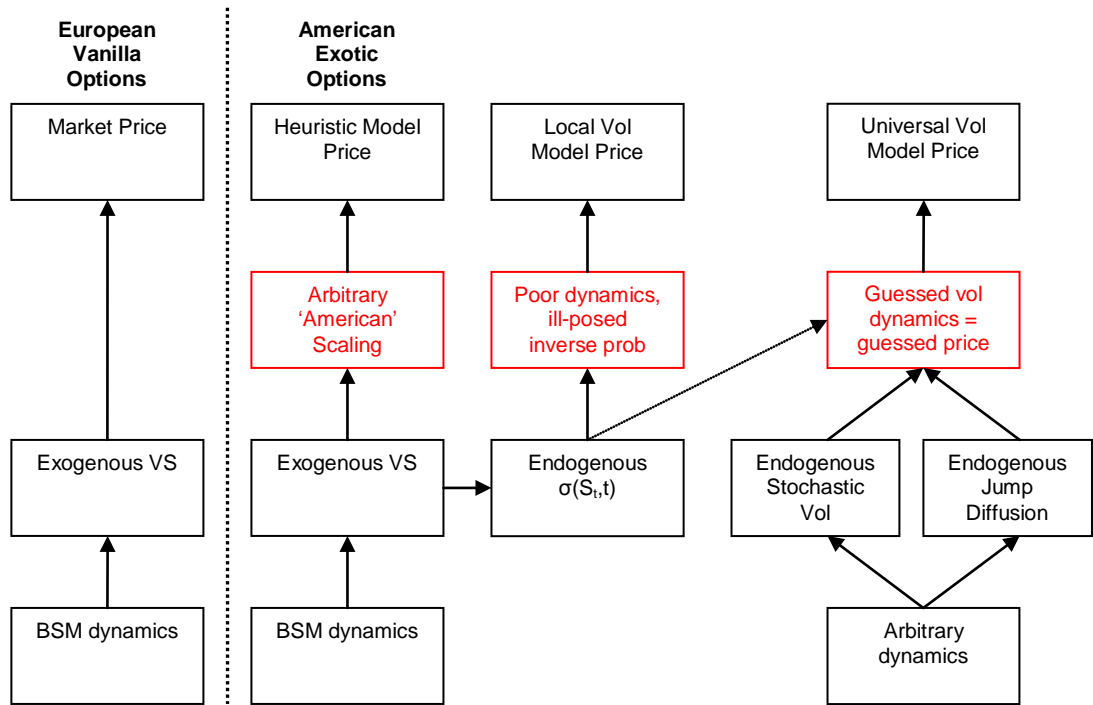 European
Vanilla
Options
American
Exotic
Options
Market Price
Heuristic Model
Price
Local Vol
Model Price
Universal Vol
Model Price
Arbitrary
‘American’
Scaling
Poor dynamics,
ill-posed
inverse prob
Guessed vol
dynamics =
guessed price
Exogenous VS
Exogenous VS
Endogenous
σ(Sₜ,t)
Endogenous
Stochastic
Vol
Endogenous
Jump
Diffusion
BSM dynamics
BSM dynamics
Arbitrary
dynamics